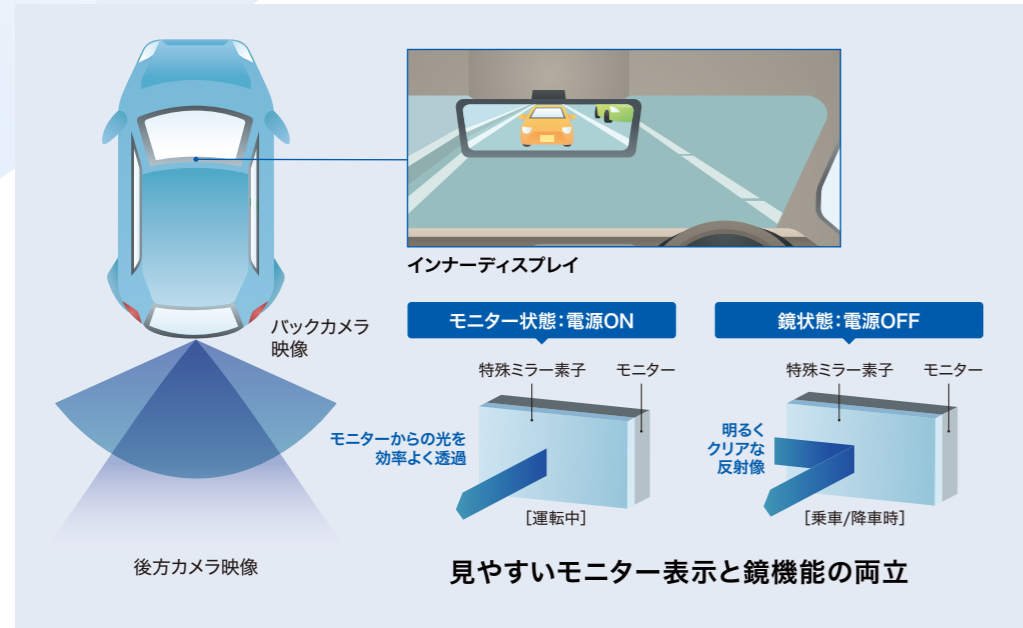 インナーディスプレイ
バックカメラ
映像
後方カメラ映像
モニター状態：電源ON
特殊ミラー素子
モニター
モニターからの光を
効率よく透過
［運転中］
鏡状態：電源OFF
特殊ミラー素子
モニター
明るく
クリアな
反射像
［乗車/降車時］
見やすいモニター表示と鏡機能の両立